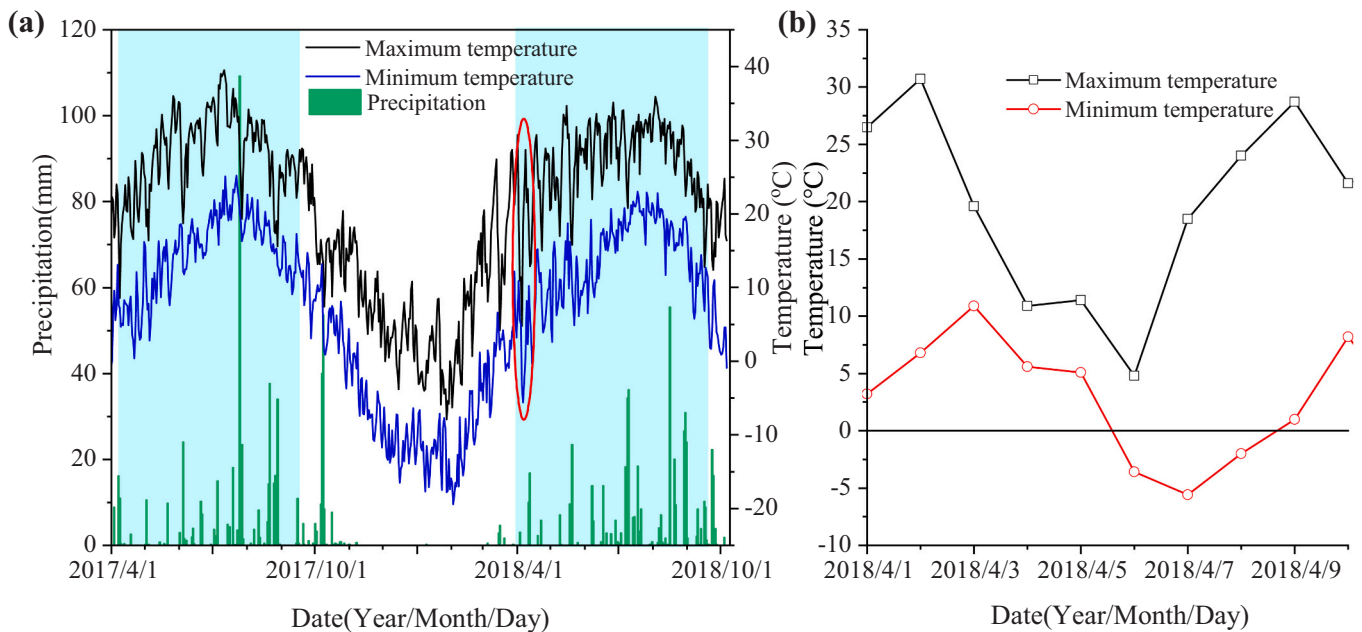 (a)
Precipitation(mm)
120
100
80
60
40
20
0
Maximum temperature
Minimum temperature
Precipitation
40
30
20
10
0
-10
-20
Temperature (°C)
2017/4/1
2017/10/1
2018/4/1
2018/10/1
Date(Year/Month/Day)
(b)
Temperature (°C)
35
30
25
20
15
10
5
0
-5
-10
Maximum temperature
Minimum temperature
2018/4/1
2018/4/3
2018/4/5
2018/4/7
2018/4/9
Date(Year/Month/Day)